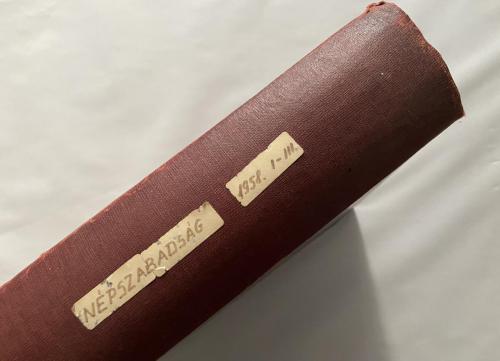 NÉPSZABADSÁG
1958. I-III.